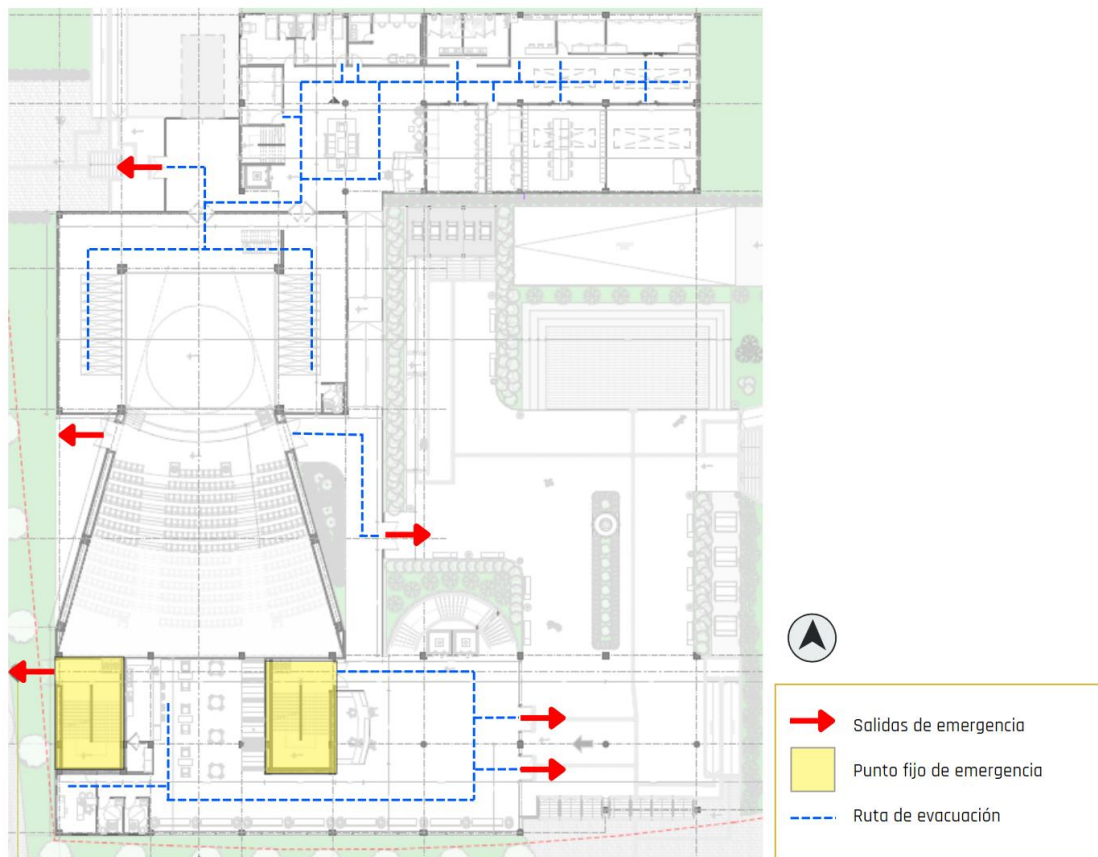 Salidas de emergencia
Punto fijo de emergencia
Ruta de evacuación